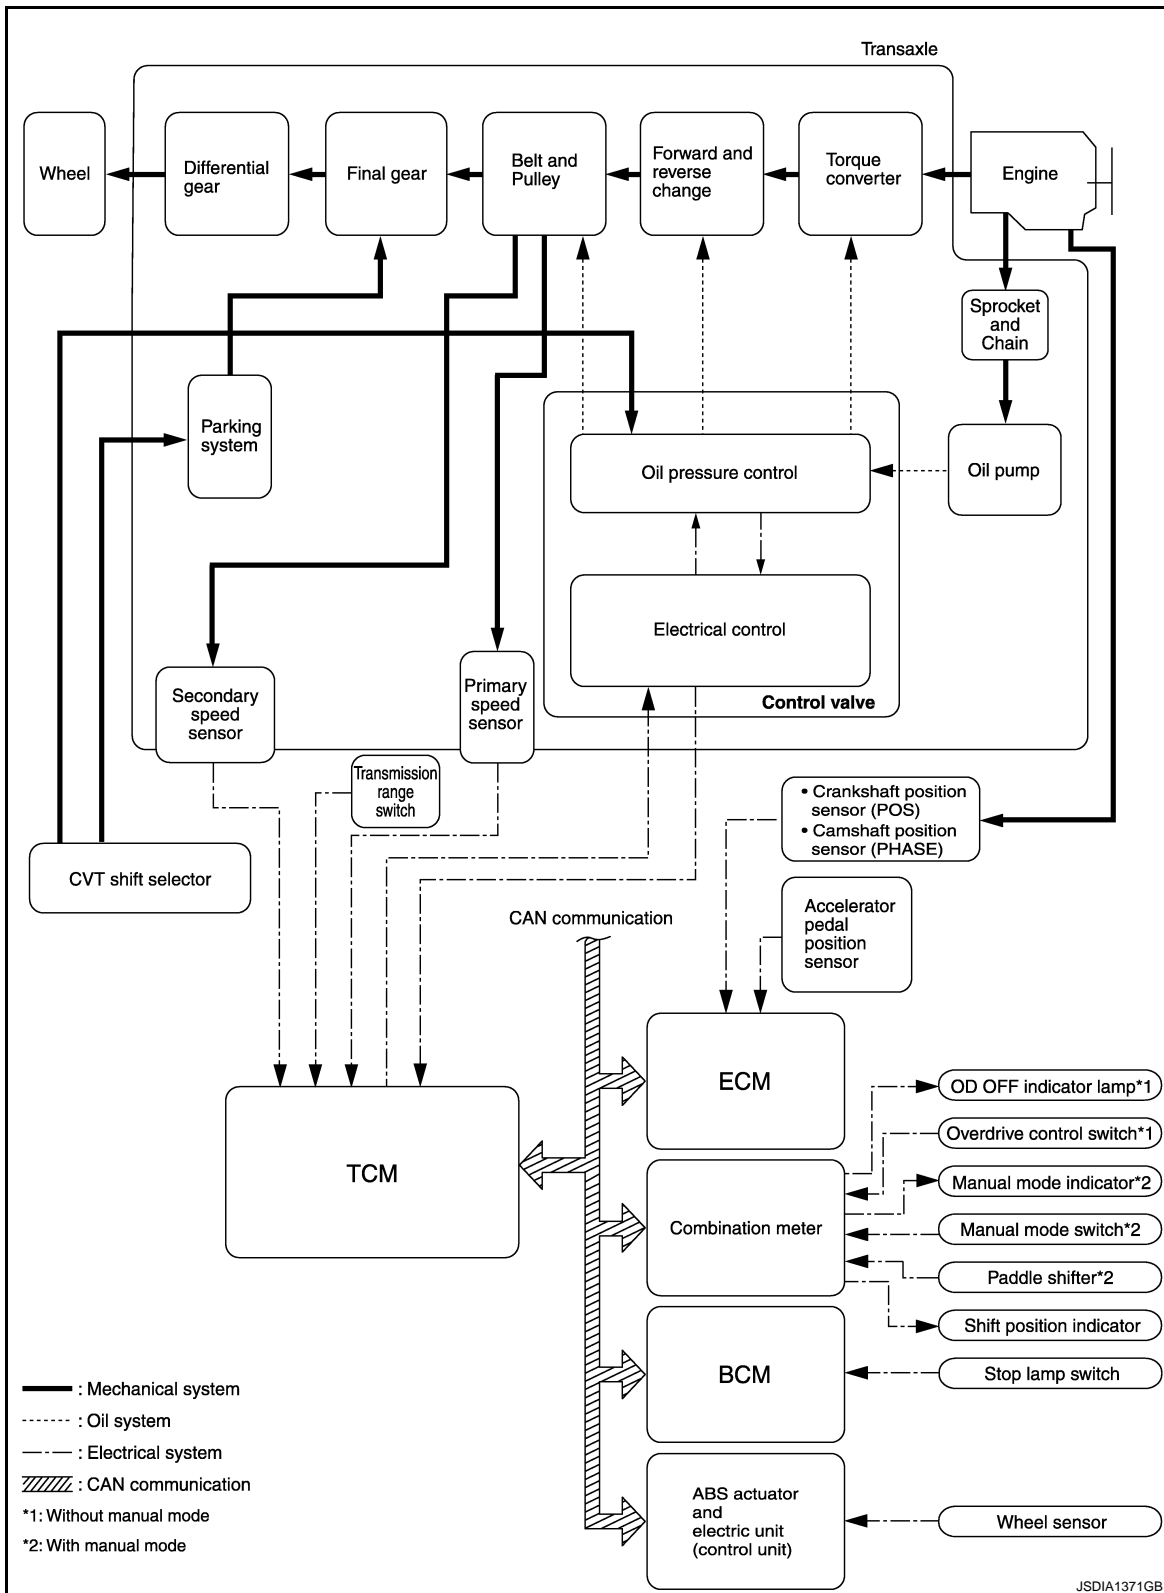 Transaxle
Wheel
Differential
gear
Final gear
Belt and
Pulley
Forward and
reverse
change
Torque
converter
Engine
Sprocket
and
Chain
Parking
system
Oil pressure control
Oil pump
Electrical control
Control valve
Secondary
speed
sensor
Primary
speed
sensor
Transmission
range
switch
• Crankshaft position
sensor (POS)
• Camshaft position
sensor (PHASE)
CVT shift selector
Accelerator
pedal
position
sensor
CAN communication
ECM
TCM
Combination meter
BCM
ABS actuator
and
electric unit
(control unit)
OD OFF indicator lamp*1
Overdrive control switch*1
Manual mode indicator*2
Manual mode switch*2
Paddle shifter*2
Shift position indicator
Stop lamp switch
Wheel sensor
: Mechanical system
: Oil system
: Electrical system
: CAN communication
*1: Without manual mode
*2: With manual mode
JSDIA1371GB